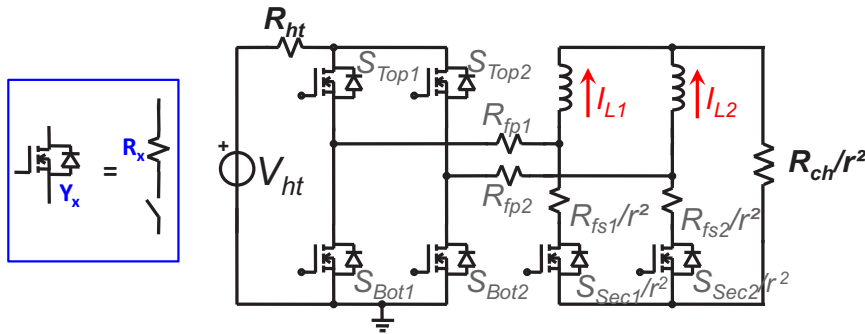 R_ht
S_Top1
S_Top2
I_L1
I_L2
R_fp1
R_x
=
Y_x
+
V_ht
R_ch/r²
R_fp2
R_fs1/r²
R_fs2/r²
S_Bot1
S_Bot2
S_Sec1/r²
S_Sec2/r²